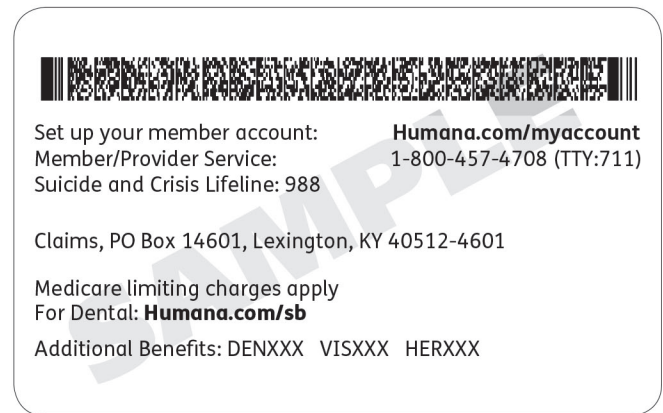 Set up your member account: Humana.com/myaccount
Member/Provider Service: 1-800-457-4708 (TTY:711)
Suicide and Crisis Lifeline: 988
Claims, PO Box 14601, Lexington, KY 40512-4601
Medicare limiting charges apply
For Dental: Humana.com/sb
Additional Benefits: DENXXX VISXXX HERXXX
SAMPLE